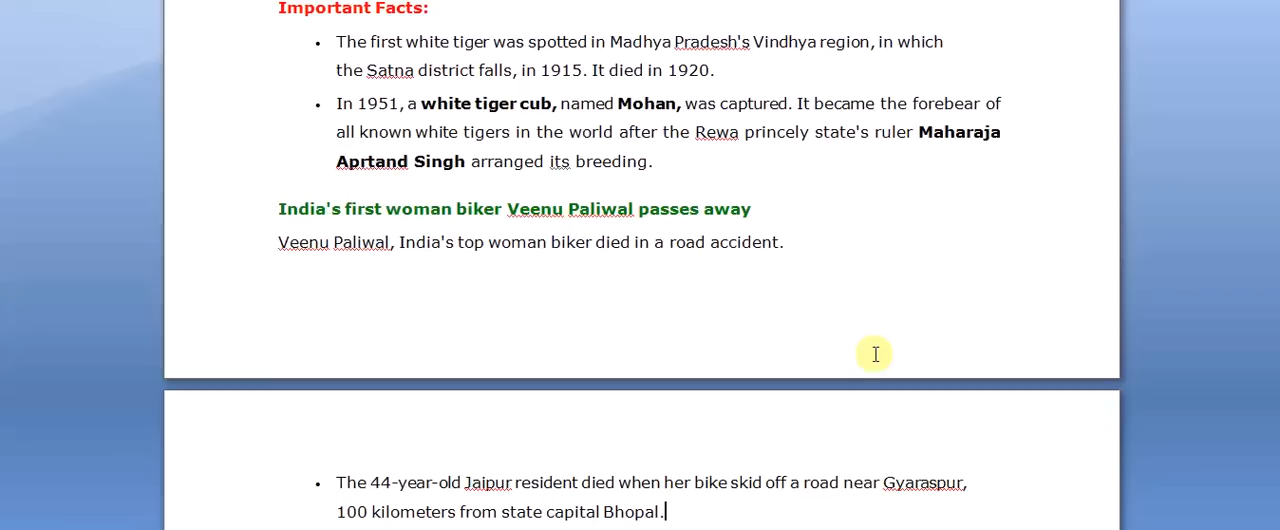 Important Facts:
• The first white tiger was spotted in Madhya Pradesh's Vindhya region, in which
the Satna district falls, in 1915. It died in 1920.
• In 1951, a white tiger cub, named Mohan, was captured. It became the forebear of
all known white tigers in the world after the Rewa princely state's ruler Maharaja
Aprtand Singh arranged its breeding.
India's first woman biker Veenu Paliwal passes away
Veenu Paliwal, India's top woman biker died in a road accident.
• The 44-year-old Jaipur resident died when her bike skid off a road near Gyaraspur,
100 kilometers from state capital Bhopal.